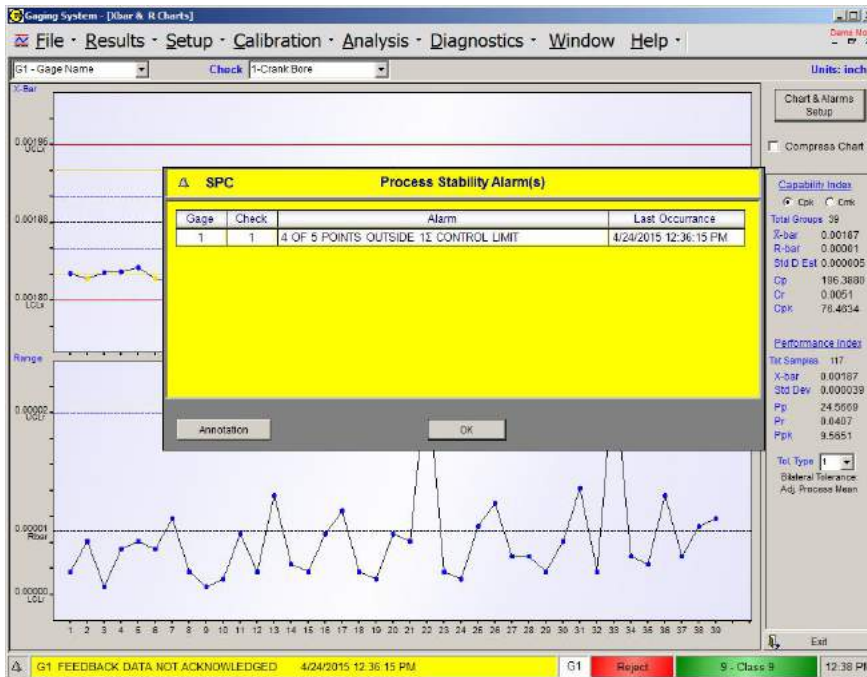 Gaging System - [Xbar & R Charts]
File · Results · Setup · Calibration · Analysis · Diagnostics · Window Help ·
G1 - Gage Name Check 1-Crank Bore Units: inch
X-Bar
Chart & Alarms
Setup
Compress Chart
0.00196
UCLx
0.00188
0.00180
LCLx
SPC Process Stability Alarm(s)
Gage Check Alarm Last Occurrance
1 1 4 OF 5 POINTS OUTSIDE 1Σ CONTROL LIMIT 4/24/2015 12:36:15 PM
Annotation OK
Capability Index
Cpk Cmk
Total Groups 39
X-bar 0.00187
R-bar 0.00001
Std D Est 0.000005
Cp 196.3880
Cr 0.0051
Cpk 76.4634
Performance Index
Tot Samples 117
X-bar 0.00187
Std Dev 0.000039
Pp 24.5669
Pr 0.0407
Ppk 9.5651
Tol. Type 1
Bilateral Tolerance:
Adj. Process Mean
Range
0.00002
UCLr
0.00001
Rbar
0.00000
LCLr
1 2 3 4 5 6 7 8 9 10 11 12 13 14 15 16 17 18 19 20 21 22 23 24 25 26 27 28 29 30 31 32 33 34 35 36 37 38 39
Exit
G1 FEEDBACK DATA NOT ACKNOWLEDGED 4/24/2015 12:36:15 PM G1 Reject 9 - Class 9 12:38 P